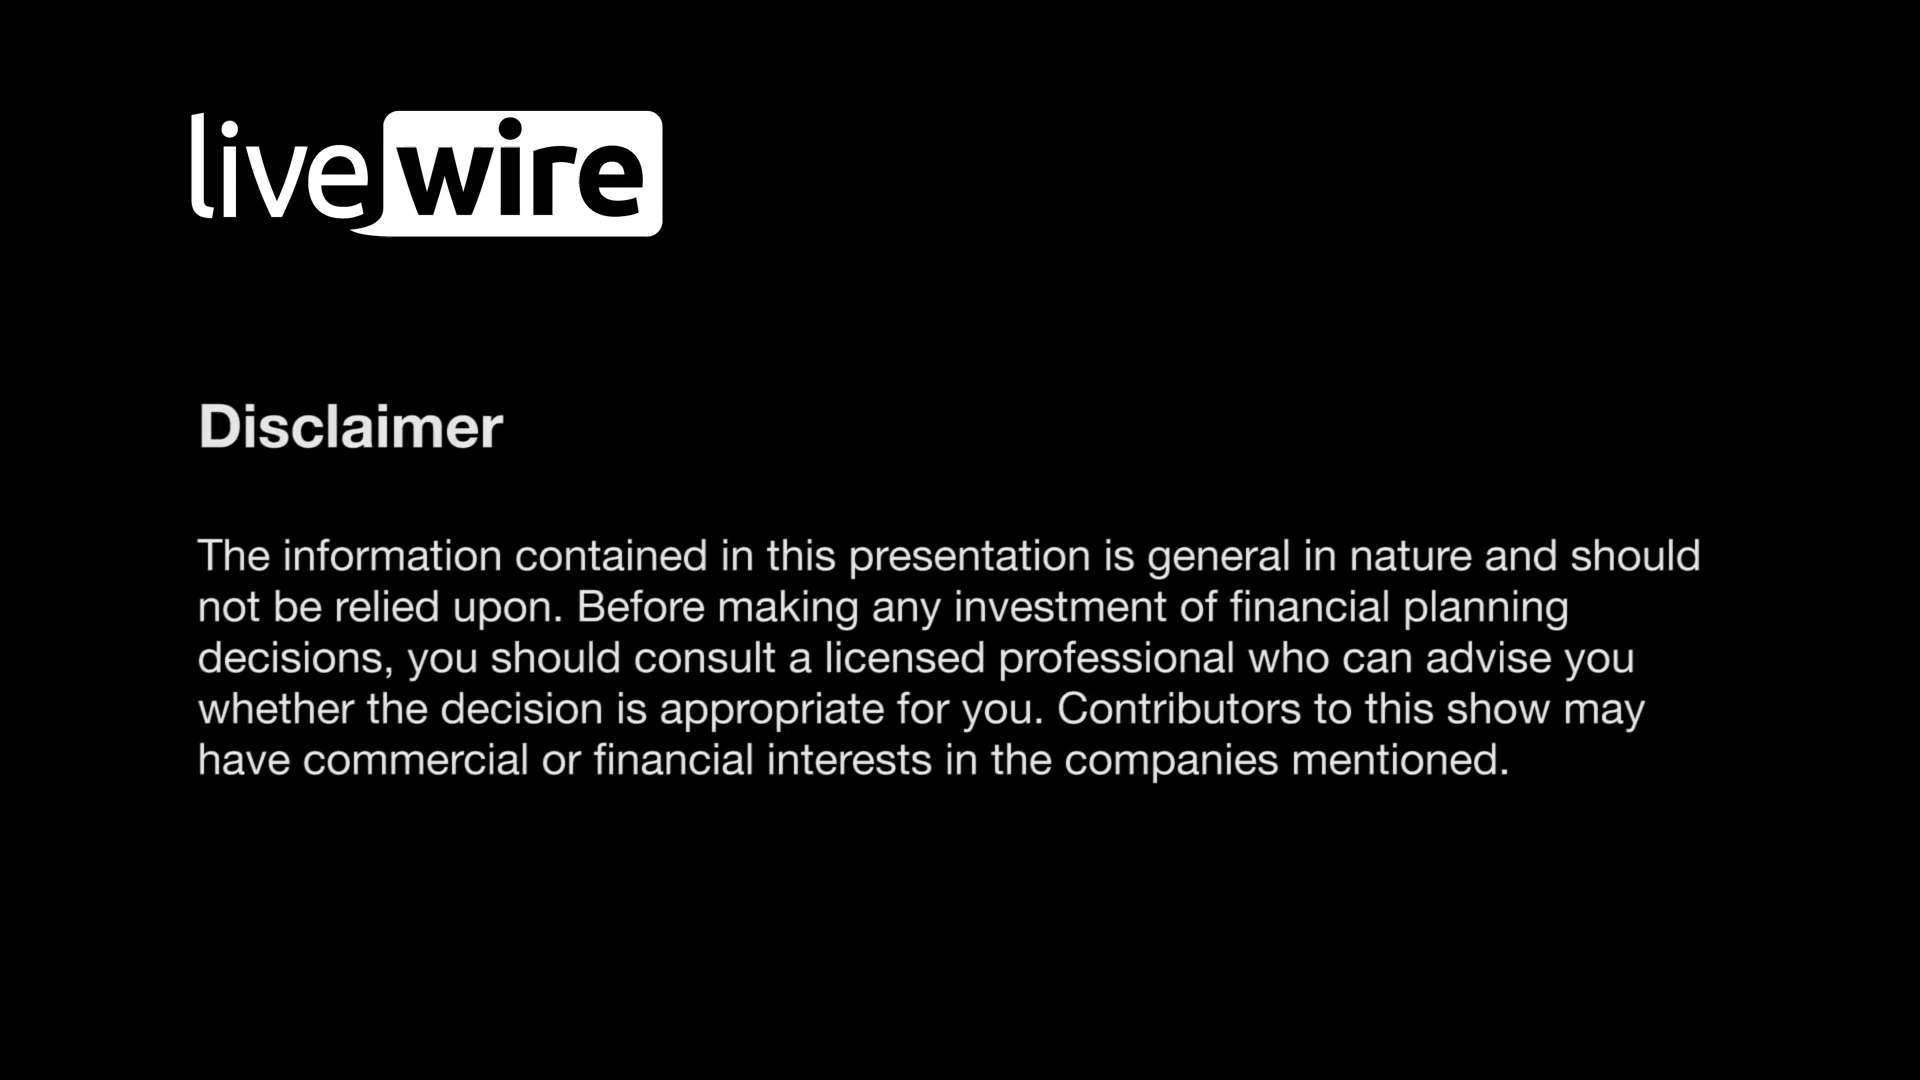 livewire
Disclaimer
The information contained in this presentation is general in nature and should
not be relied upon. Before making any investment of financial planning
decisions, you should consult a licensed professional who can advise you
whether the decision is appropriate for you. Contributors to this show may
have commercial or financial interests in the companies mentioned.